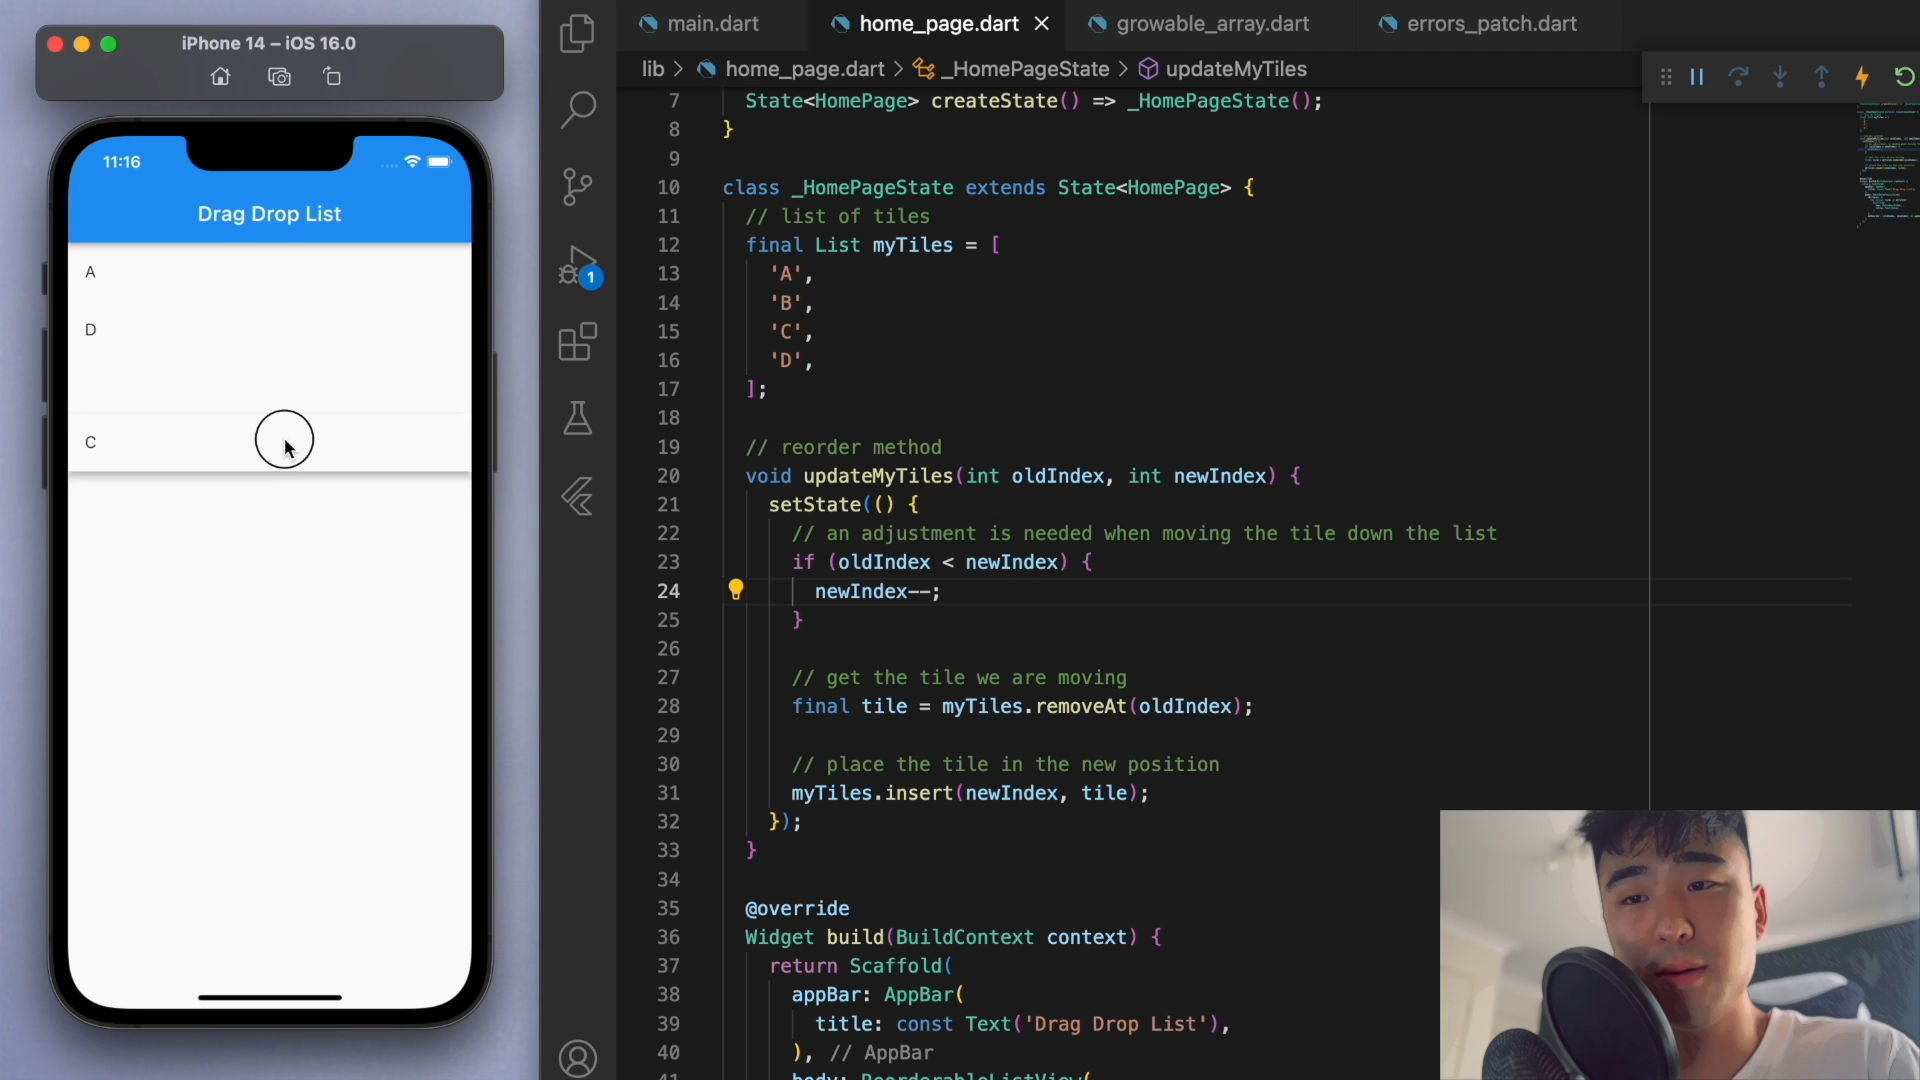 iPhone 14 – iOS 16.0
11:16
Drag Drop List
A
D
C
1
main.dart
home_page.dart
growable_array.dart
errors_patch.dart
lib > home_page.dart > _HomePageState > updateMyTiles
7 State<HomePage> createState() => _HomePageState();
8 }
9
10 class _HomePageState extends State<HomePage> {
11 // list of tiles
12 final List myTiles = [
13 'A',
14 'B',
15 'C',
16 'D',
17 ];
18
19 // reorder method
20 void updateMyTiles(int oldIndex, int newIndex) {
21 setState(() {
22 // an adjustment is needed when moving the tile down the list
23 if (oldIndex < newIndex) {
24 newIndex--;
25 }
26
27 // get the tile we are moving
28 final tile = myTiles.removeAt(oldIndex);
29
30 // place the tile in the new position
31 myTiles.insert(newIndex, tile);
32 });
33 }
34
35 @override
36 Widget build(BuildContext context) {
37 return Scaffold(
38 appBar: AppBar(
39 title: const Text('Drag Drop List'),
40 ), // AppBar
41 body: ReorderableListView(